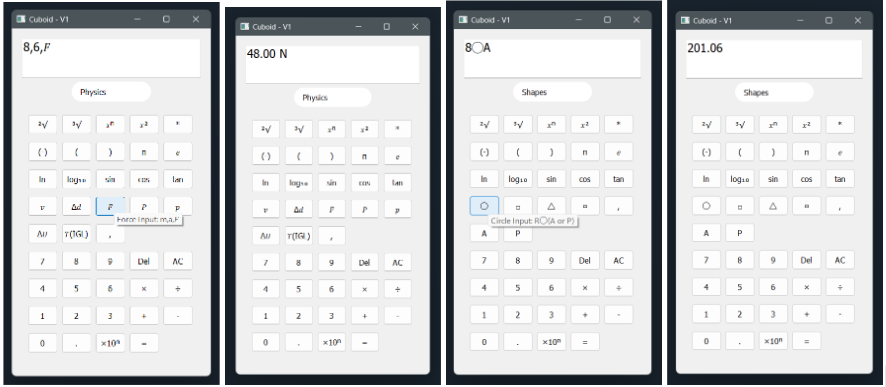 Cuboid - V1
8,6,F
Physics
²√ ³√ xⁿ x² *
(-) ( ) π e
ln log₁₀ sin cos tan
v Δd F P p
Force Input: m,a,F
ΛU T(IGL) ,
7 8 9 Del AC
4 5 6 × ÷
1 2 3 + -
0 . ×10ⁿ =
Cuboid - V1
48.00 N
Physics
²√ ³√ xⁿ x² *
(-) ( ) π e
ln log₁₀ sin cos tan
v Δd F P p
ΛU T(IGL) ,
7 8 9 Del AC
4 5 6 × ÷
1 2 3 + -
0 . ×10ⁿ =
Cuboid - V1
8○A
Shapes
²√ ³√ xⁿ x² *
(-) ( ) π e
ln log₁₀ sin cos tan
○ □ △ ¤ ,
Circle Input: R○(A or P)
A P
7 8 9 Del AC
4 5 6 × ÷
1 2 3 + -
0 . ×10ⁿ =
Cuboid - V1
201.06
Shapes
²√ ³√ xⁿ x² *
(-) ( ) π e
ln log₁₀ sin cos tan
○ □ △ ¤ ,
A P
7 8 9 Del AC
4 5 6 × ÷
1 2 3 + -
0 . ×10ⁿ =